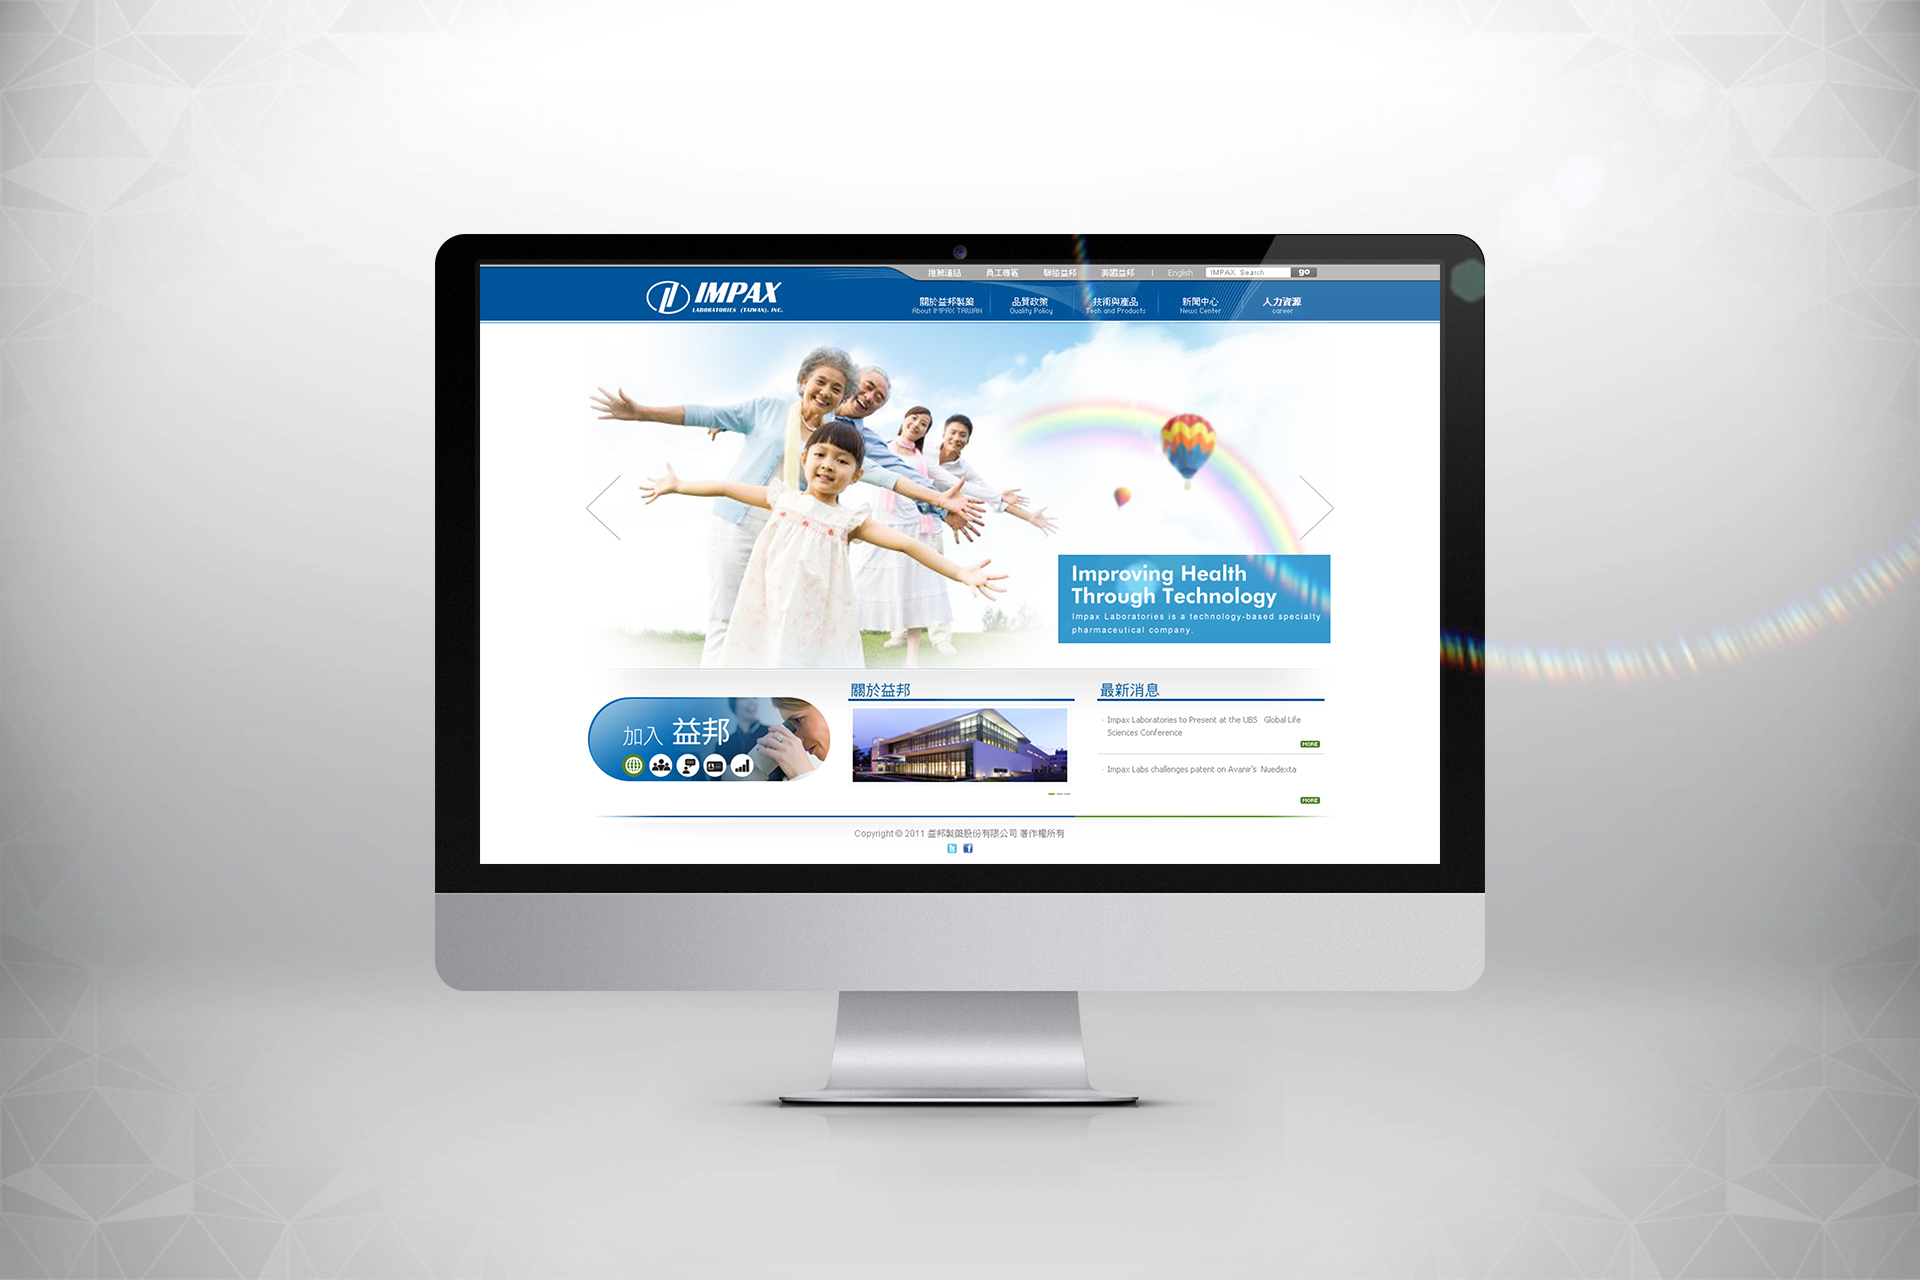 推薦連結 員工專區 聯絡益邦 美國益邦 | English IMPAX Search go
IMPAX
LABORATORIES (TAIWAN), INC.
關於益邦製藥 品質政策 技術與產品 新聞中心 人力資源
About IMPAX TAIWAN Quality Policy Tech and Products News Center career
Improving Health
Through Technology
Impax Laboratories is a technology-based specialty
pharmaceutical company.
加入 益邦
關於益邦
最新消息
· Impax Laboratories to Present at the UBS Global Life
Sciences Conference
MORE
· Impax Labs challenges patent on Avanir's Nuedexta
MORE
Copyright © 2011 益邦製藥股份有限公司 著作權所有